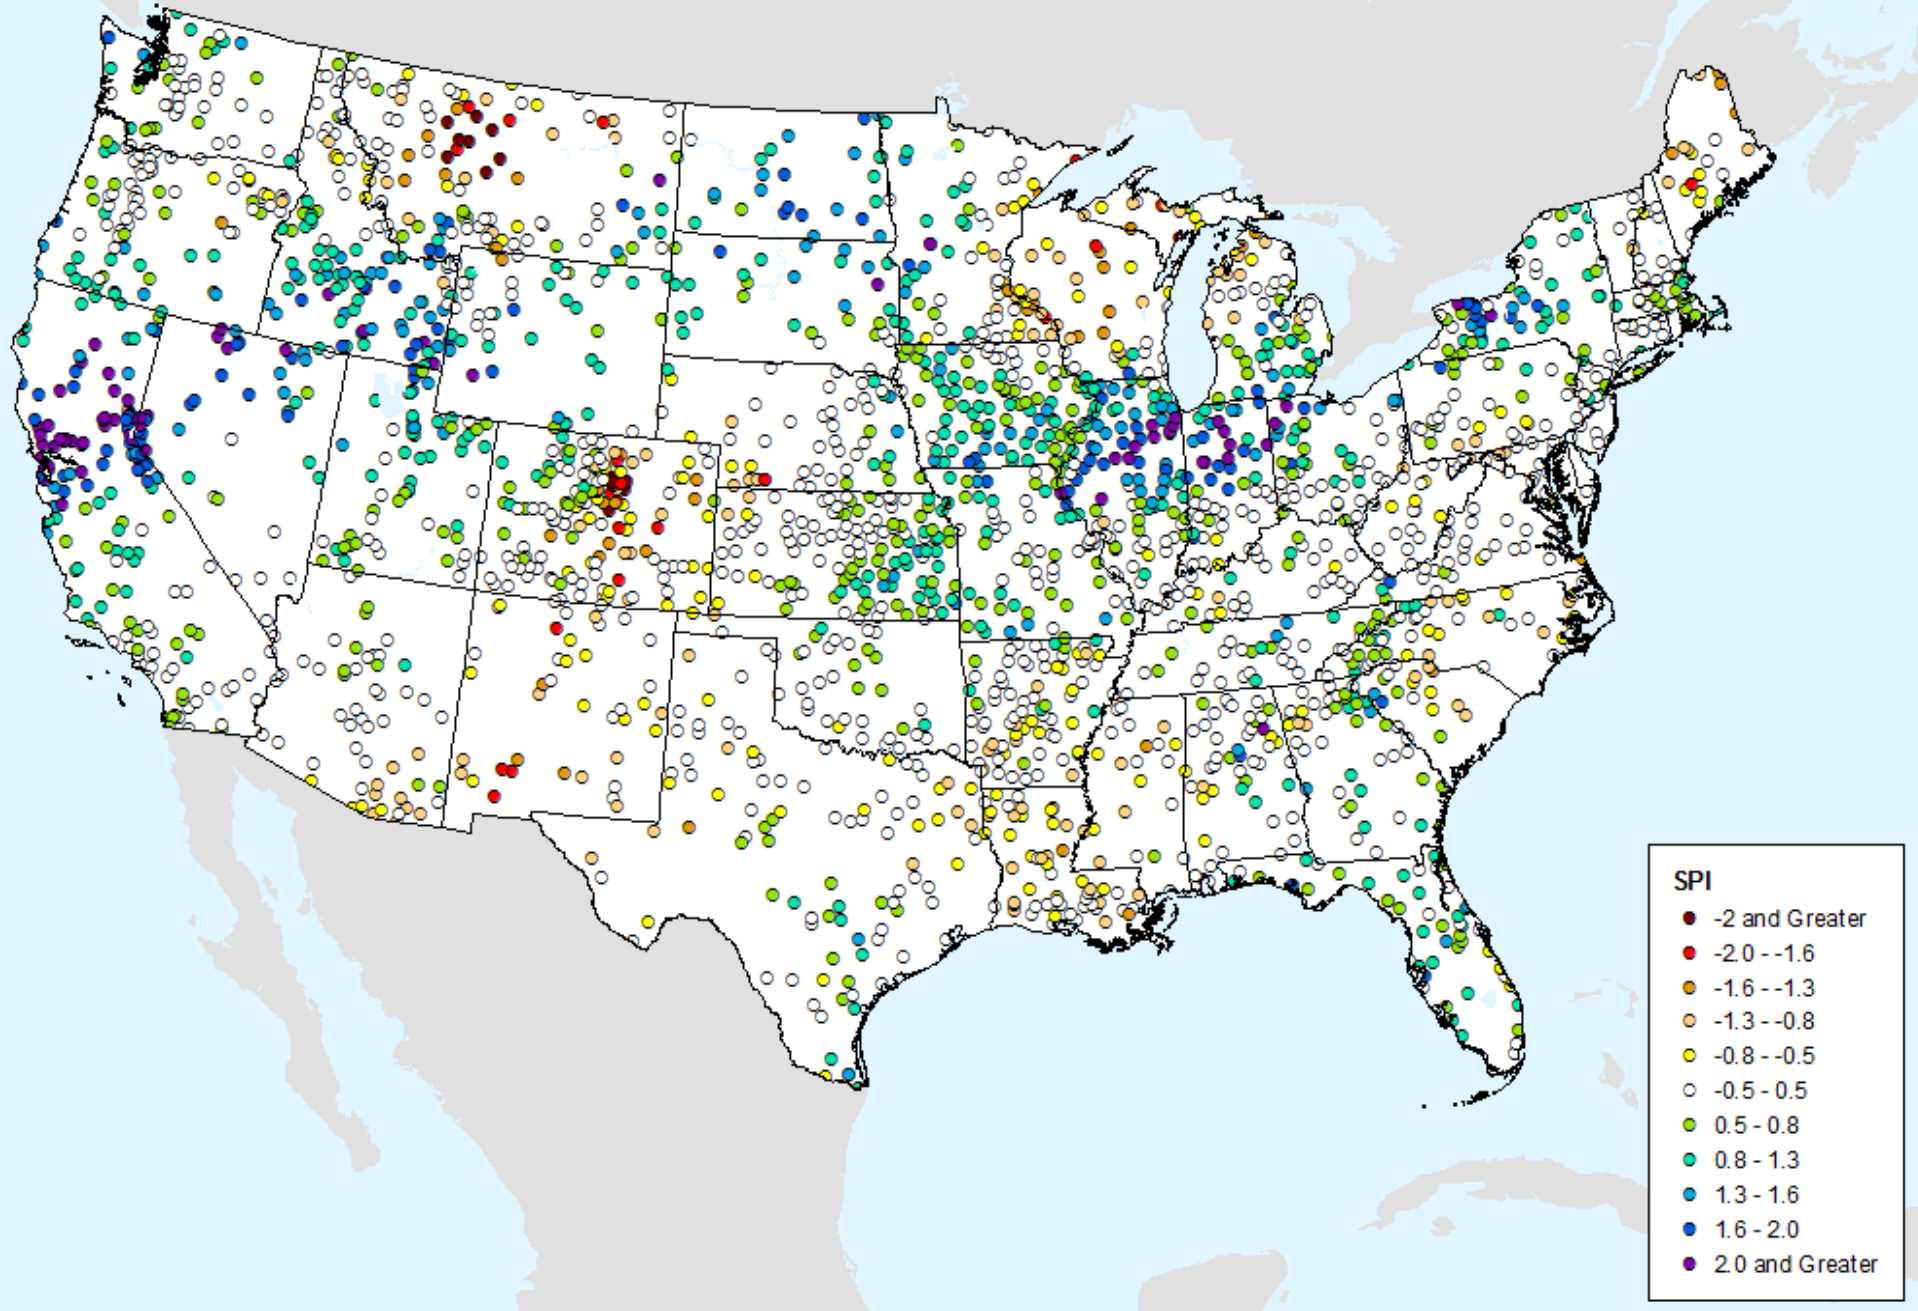 SPI
-2 and Greater
-2.0 - -1.6
-1.6 - -1.3
-1.3 - -0.8
-0.8 - -0.5
-0.5 - 0.5
0.5 - 0.8
0.8 - 1.3
1.3 - 1.6
1.6 - 2.0
2.0 and Greater